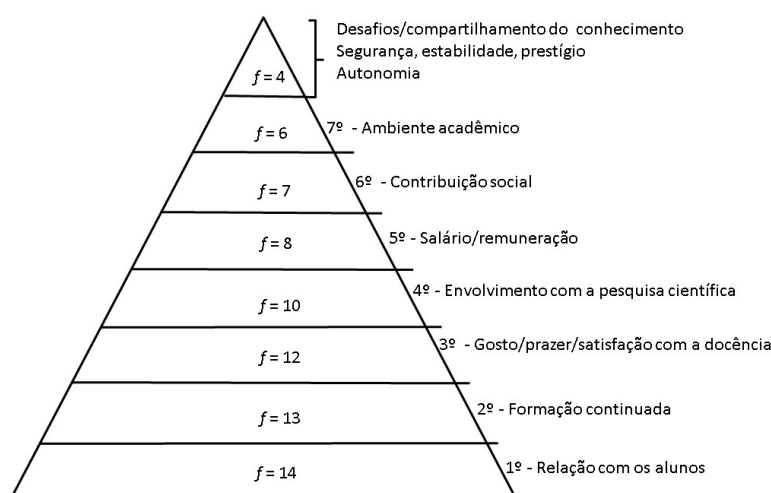 Desafios/compartilhamento do conhecimento
Segurança, estabilidade, prestígio
Autonomia
f = 4
7º - Ambiente acadêmico
f = 6
6º - Contribuição social
f = 7
5º - Salário/remuneração
f = 8
4º - Envolvimento com a pesquisa científica
f = 10
3º - Gosto/prazer/satisfação com a docência
f = 12
2º - Formação continuada
f = 13
1º - Relação com os alunos
f = 14